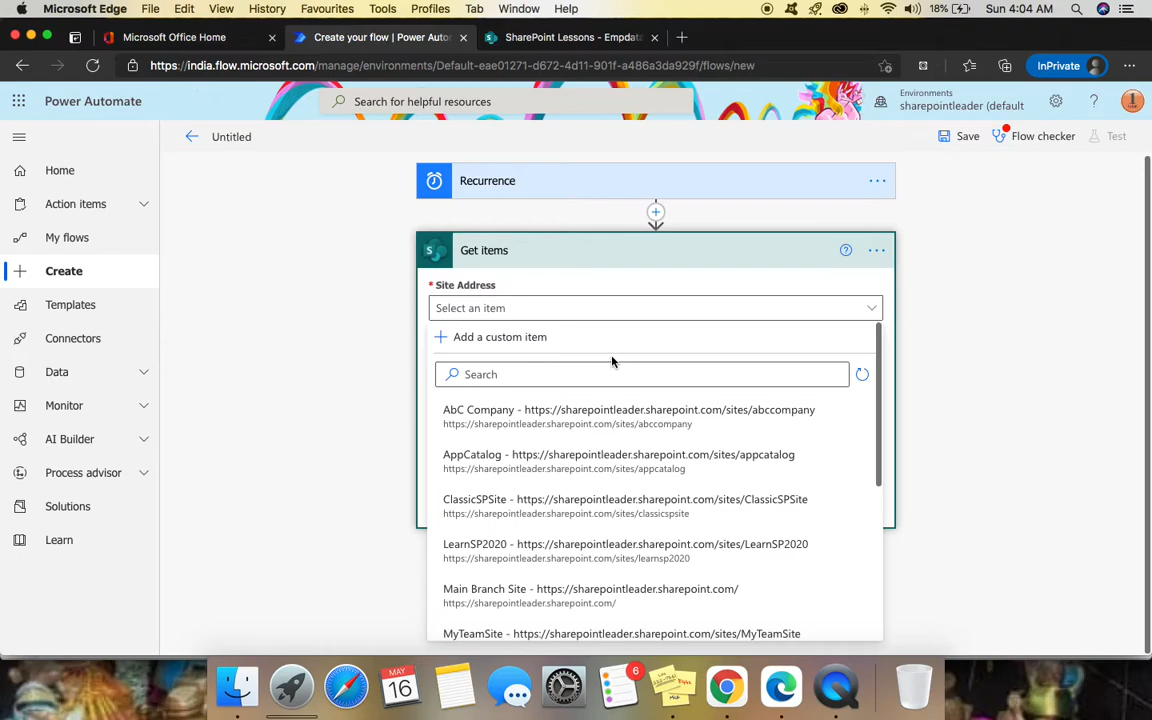 Microsoft Edge File Edit View History Favourites Tools Profiles Tab Window Help 18% Sun 4:04 AM
Microsoft Office Home
Create your flow | Power Auto
SharePoint Lessons - Empdata
https://india.flow.microsoft.com/manage/environments/Default-eae01271-d672-4d11-901f-a486a3da929f/flows/new
InPrivate
Power Automate
Search for helpful resources
Environments
sharepointleader (default
Untitled
Save
Flow checker
Test
Home
Action items
My flows
Create
Templates
Connectors
Data
Monitor
AI Builder
Process advisor
Solutions
Learn
Recurrence
Get items
* Site Address
Select an item
Add a custom item
Search
AbC Company - https://sharepointleader.sharepoint.com/sites/abccompany
https://sharepointleader.sharepoint.com/sites/abccompany
AppCatalog - https://sharepointleader.sharepoint.com/sites/appcatalog
https://sharepointleader.sharepoint.com/sites/appcatalog
ClassicSPSite - https://sharepointleader.sharepoint.com/sites/ClassicSPSite
https://sharepointleader.sharepoint.com/sites/classicspsite
LearnSP2020 - https://sharepointleader.sharepoint.com/sites/LearnSP2020
https://sharepointleader.sharepoint.com/sites/learnsp2020
Main Branch Site - https://sharepointleader.sharepoint.com/
https://sharepointleader.sharepoint.com/
MyTeamSite - https://sharepointleader.sharepoint.com/sites/MyTeamSite
MAY
16
6